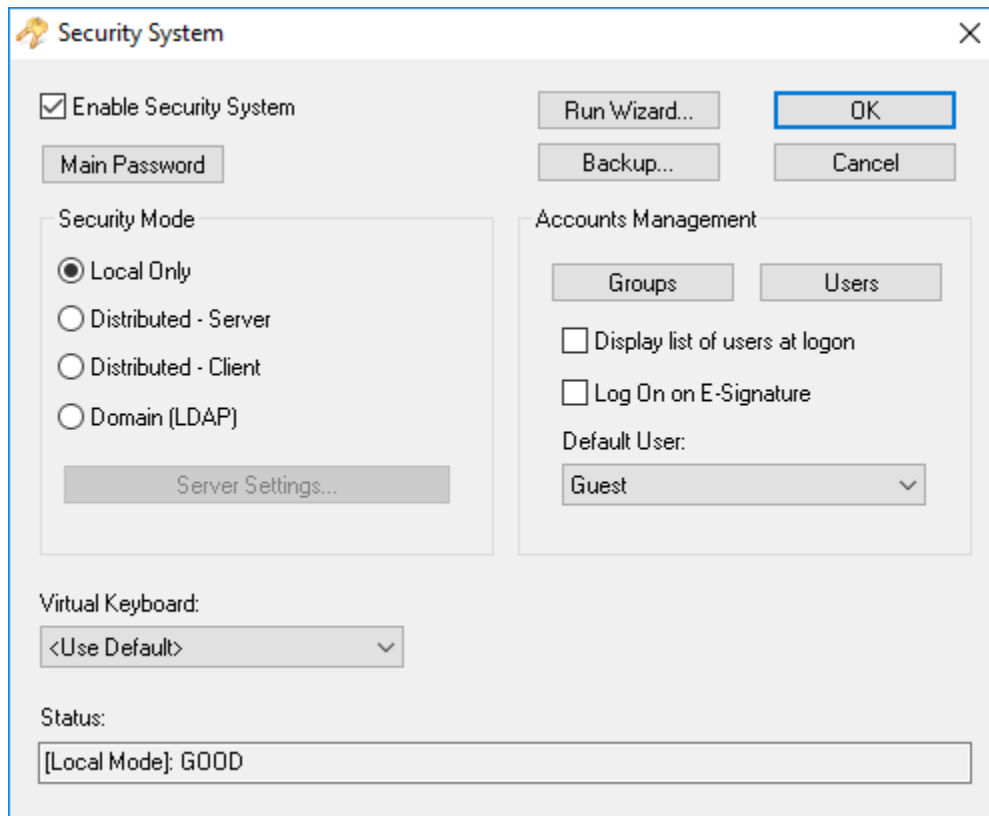 Security System
Enable Security System
Run Wizard...
OK
Main Password
Backup...
Cancel
Security Mode
Local Only
Distributed - Server
Distributed - Client
Domain (LDAP)
Server Settings...
Accounts Management
Groups
Users
Display list of users at logon
Log On on E-Signature
Default User:
Guest
Virtual Keyboard:
<Use Default>
Status:
[Local Mode]: GOOD